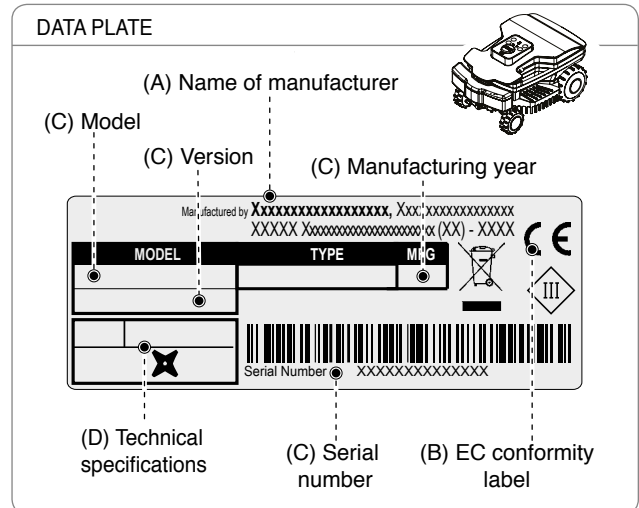 DATA PLATE
(A) Name of manufacturer
(C) Model
(C) Version
(C) Manufacturing year
Manufactured by Xxxxxxxxxxxxxxxxxx, Xxxxxxxxxxxxxxxxx
XXXXX Xxxxxxxxxxxxxxxxxxxxxxx (XX) - XXXX
CE
MODEL TYPE MFG
III
Serial Number XXXXXXXXXXXXXX
(D) Technical
specifications
(C) Serial
number
(B) EC conformity
label